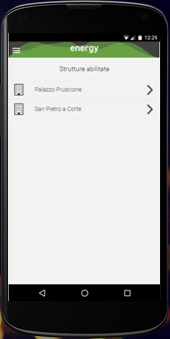 12:29
energy
Strutture abilitate
Palazzo Fruscione
San Pietro a Corte